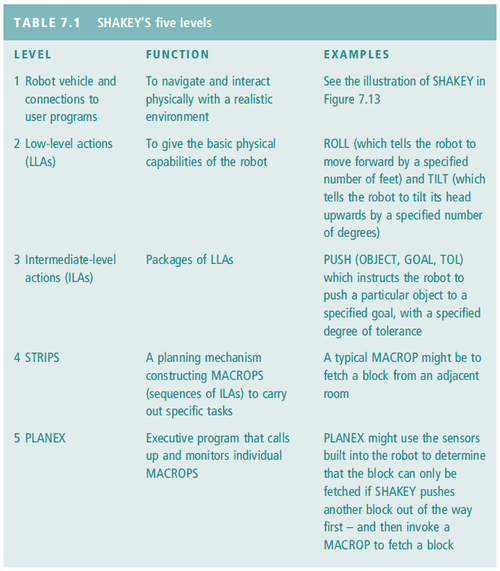 TABLE 7.1 SHAKEY'S five levels
LEVEL FUNCTION EXAMPLES
1 Robot vehicle and
connections to
user programs
To navigate and interact
physically with a realistic
environment
See the illustration of SHAKEY in
Figure 7.13
2 Low-level actions
(LLAs)
To give the basic physical
capabilities of the robot
ROLL (which tells the robot to
move forward by a specified
number of feet) and TILT (which
tells the robot to tilt its head
upwards by a specified number
of degrees)
3 Intermediate-level
actions (ILAs)
Packages of LLAs
PUSH (OBJECT, GOAL, TOL)
which instructs the robot to
push a particular object to a
specified goal, with a specified
degree of tolerance
4 STRIPS
A planning mechanism
constructing MACROPS
(sequences of ILAs) to carry
out specific tasks
A typical MACROP might be to
fetch a block from an adjacent
room
5 PLANEX
Executive program that calls
up and monitors individual
MACROPS
PLANEX might use the sensors
built into the robot to determine
that the block can only be
fetched if SHAKEY pushes
another block out of the way
first – and then invoke a
MACROP to fetch a block